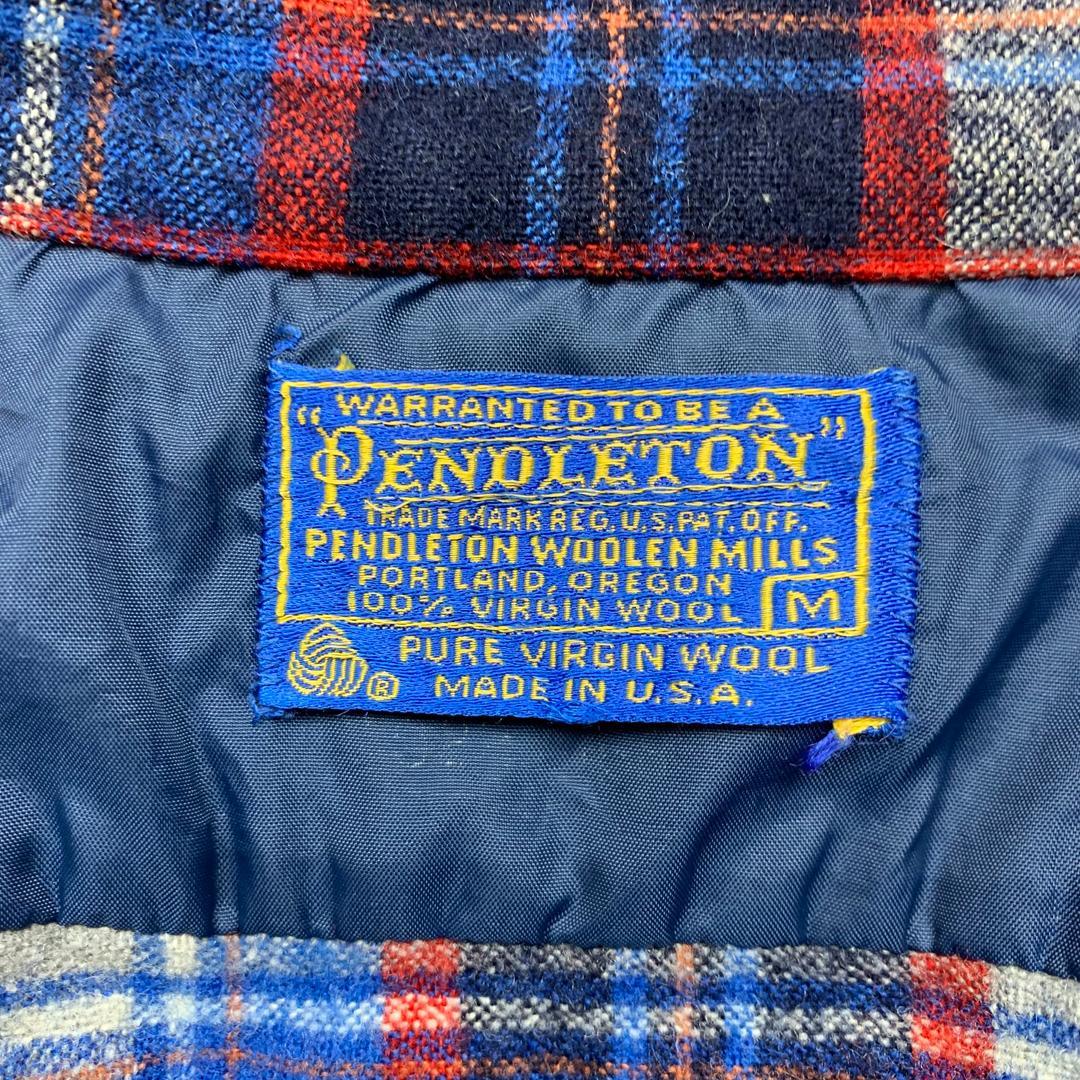 WARRANTED TO BE A
"PENDLETON"
TRADE MARK REG. U.S. PAT. OFF.
PENDLETON WOOLEN MILLS
PORTLAND, OREGON
100% VIRGIN WOOL M
PURE VIRGIN WOOL
® MADE IN U.S.A.